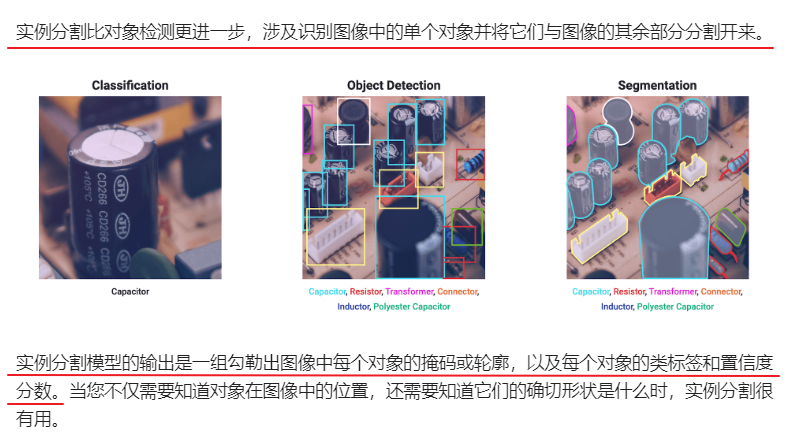 实例分割比对象检测更进一步，涉及识别图像中的单个对象并将它们与图像的其余部分分割开来。
Classification
Object Detection
Segmentation
+105°C
CD266
JH
CD266
Capacitor
Capacitor, Resistor, Transformer, Connector,
Inductor, Polyester Capacitor
Capacitor, Resistor, Transformer, Connector,
Inductor, Polyester Capacitor
实例分割模型的输出是一组勾勒出图像中每个对象的掩码或轮廓，以及每个对象的类标签和置信度
分数。当您不仅需要知道对象在图像中的位置，还需要知道它们的确切形状是什么时，实例分割很
有用。